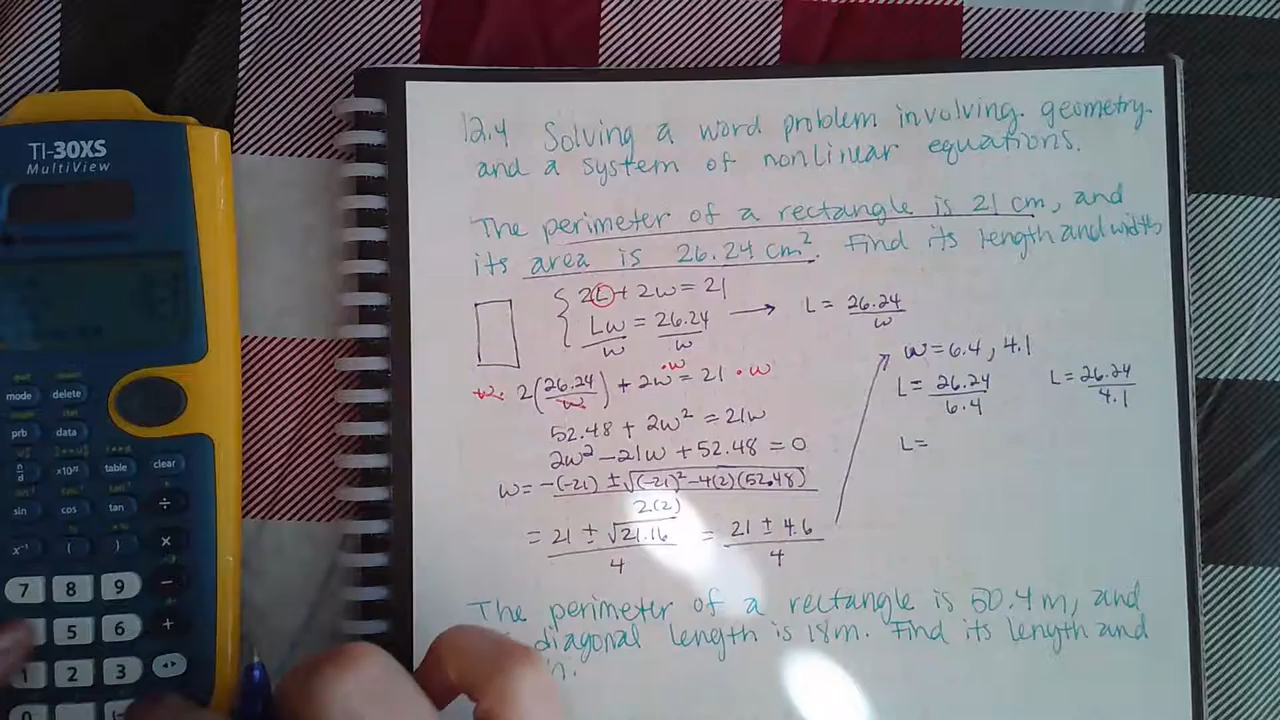 TI-30XS
MultiView
mode
delete
prb
data
n/d
×10ⁿ
table
clear
÷
sin
cos
tan
x⁻¹
(
)
×
7
8
9
−
5
6
+
1
2
3
0
12.4 Solving a word problem involving. geometry.
and a system of nonlinear equations.
The perimeter of a rectangle is 21 cm, and
its area is 26.24 cm². Find its length and width
{ 2L + 2w = 21
Lw/w = 26.24/w → L = 26.24/w
w· 2(26.24/w) + 2w·w = 21 ·w
52.48 + 2w² = 21w
2w² - 21w + 52.48 = 0
w = -(-21) ± √(-21)² - 4(2)(52.48) / 2(2)
= 21 ± √21.16 / 4 = 21 ± 4.6 / 4
w = 6.4, 4.1
L = 26.24/6.4 L = 26.24/4.1
L =
The perimeter of a rectangle is 50.4 m, and
diagonal length is 18m. Find its length and